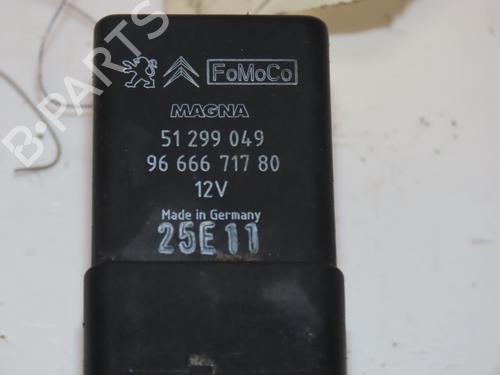 FoMoCo
MAGNA
51 299 049
96 666 717 80
12V
Made in Germany
25E11
B-PARTS